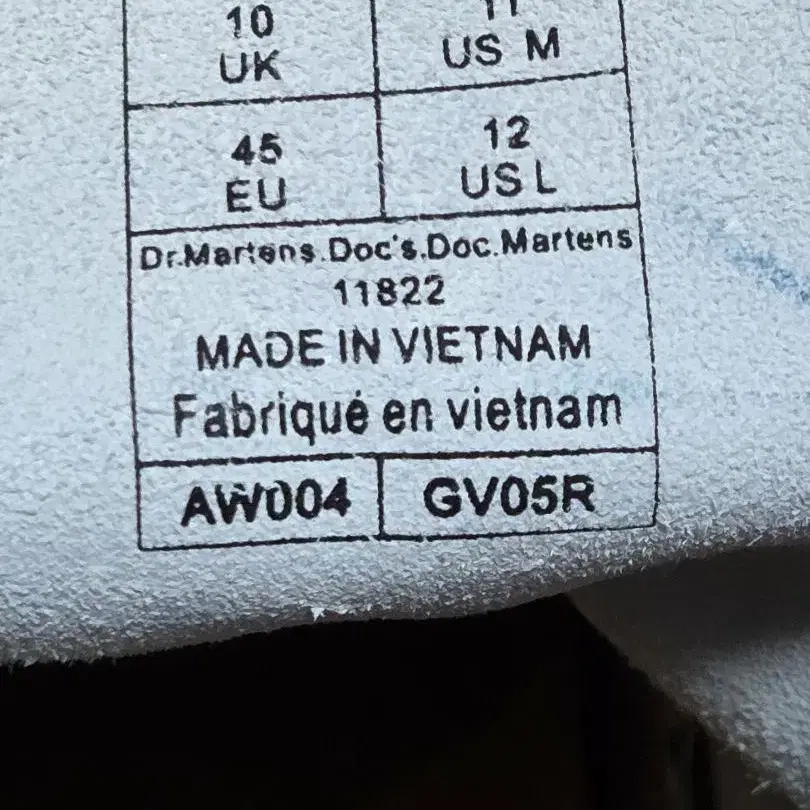 10
UK
11
US M
45
EU
12
US L
Dr.Martens.Doc's.Doc.Martens
11822
MADE IN VIETNAM
Fabriqué en vietnam
AW004
GV05R